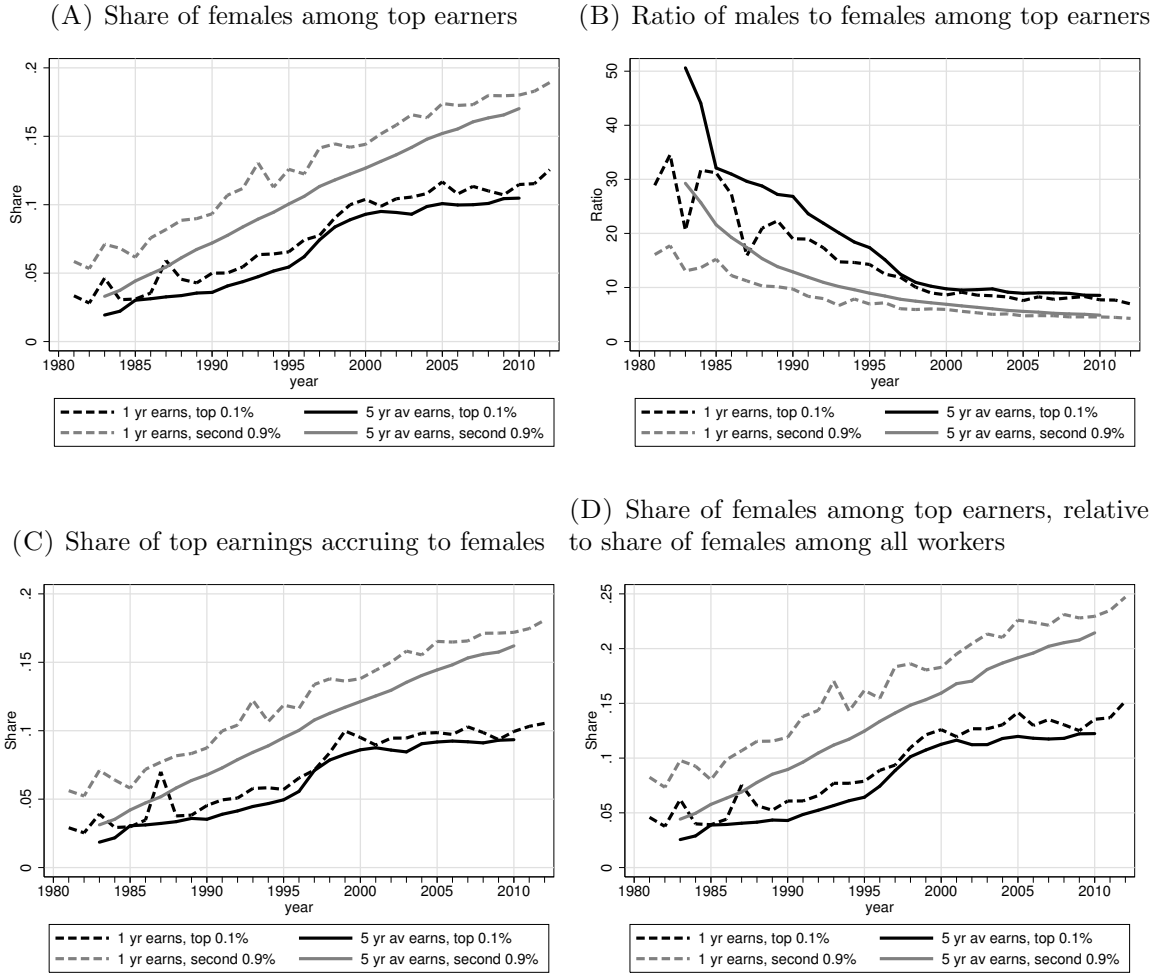 (A) Share of females among top earners
.2
.15
.1
.05
0
Share
1980 1985 1990 1995 2000 2005 2010
year
1 yr earns, top 0.1% 5 yr av earns, top 0.1%
1 yr earns, second 0.9% 5 yr av earns, second 0.9%
(B) Ratio of males to females among top earners
50
40
30
20
10
0
Ratio
1980 1985 1990 1995 2000 2005 2010
year
1 yr earns, top 0.1% 5 yr av earns, top 0.1%
1 yr earns, second 0.9% 5 yr av earns, second 0.9%
(C) Share of top earnings accruing to females
.2
.15
.1
.05
0
Share
1980 1985 1990 1995 2000 2005 2010
year
1 yr earns, top 0.1% 5 yr av earns, top 0.1%
1 yr earns, second 0.9% 5 yr av earns, second 0.9%
(D) Share of females among top earners, relative
to share of females among all workers
.25
.2
.15
.1
.05
0
Share
1980 1985 1990 1995 2000 2005 2010
year
1 yr earns, top 0.1% 5 yr av earns, top 0.1%
1 yr earns, second 0.9% 5 yr av earns, second 0.9%